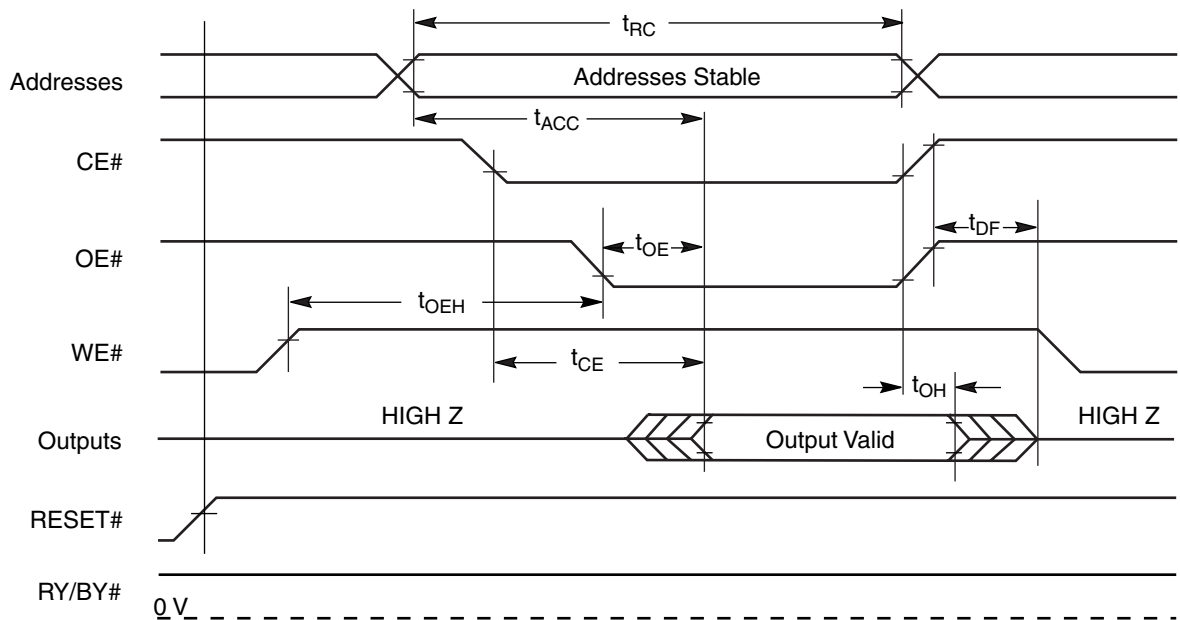 tRC
Addresses
Addresses Stable
tACC
CE#
tDF
OE#
tOE
tOEH
WE#
tCE
tOH
HIGH Z
HIGH Z
Outputs
Output Valid
RESET#
RY/BY#
0 V